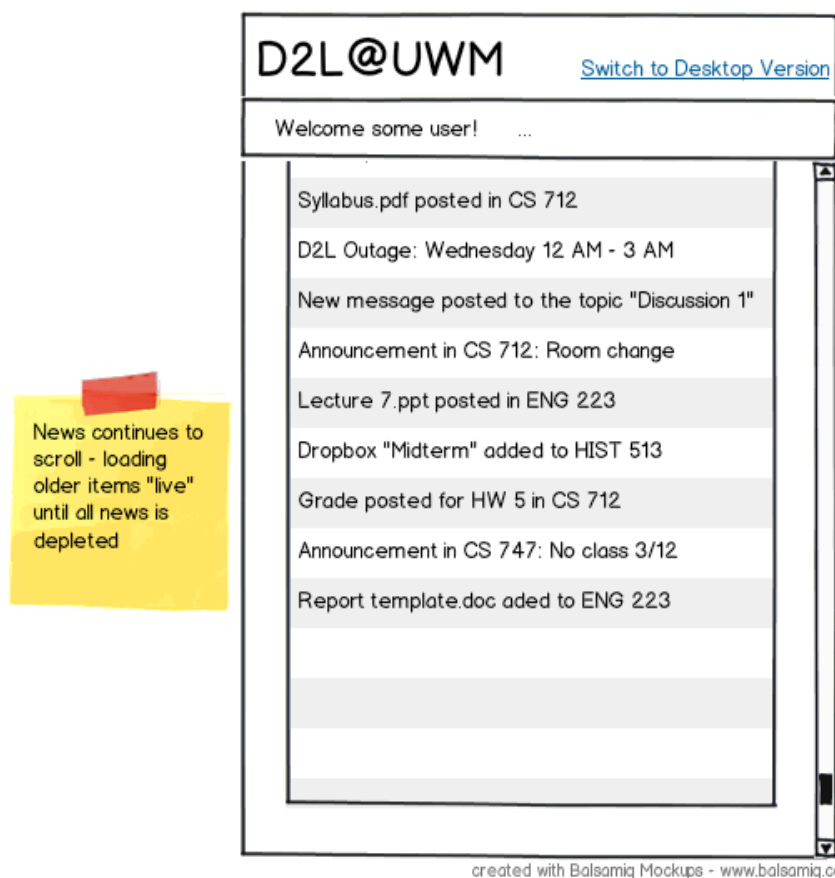 D2L@UWM
Switch to Desktop Version
Welcome some user! ...
Syllabus.pdf posted in CS 712
D2L Outage: Wednesday 12 AM - 3 AM
New message posted to the topic "Discussion 1"
Announcement in CS 712: Room change
Lecture 7.ppt posted in ENG 223
Dropbox "Midterm" added to HIST 513
Grade posted for HW 5 in CS 712
Announcement in CS 747: No class 3/12
Report template.doc aded to ENG 223
News continues to
scroll - loading
older items "live"
until all news is
depleted
created with Balsamiq Mockups - www.balsamiq.c